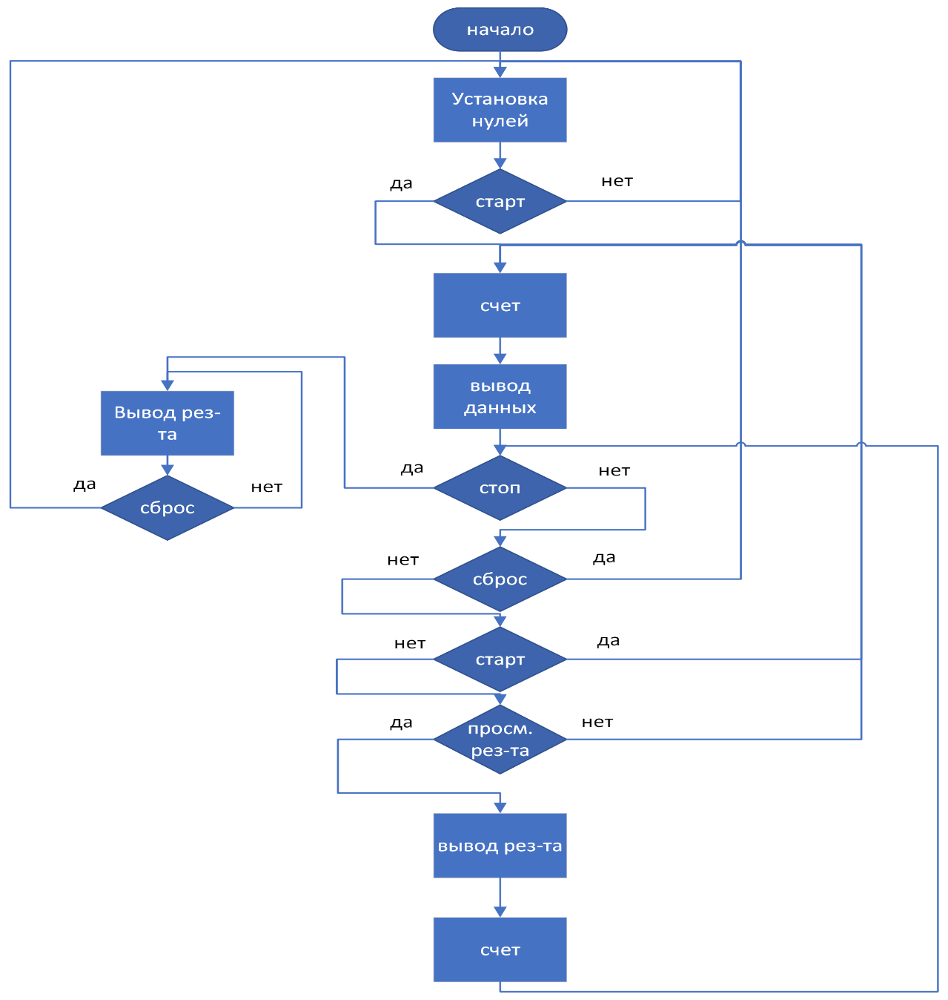 начало
Установка
нулей
да
нет
старт
счет
вывод
данных
Вывод рез-
та
да
нет
сброс
да
нет
стоп
нет
да
сброс
нет
да
старт
да
нет
просм.
рез-та
вывод рез-та
счет